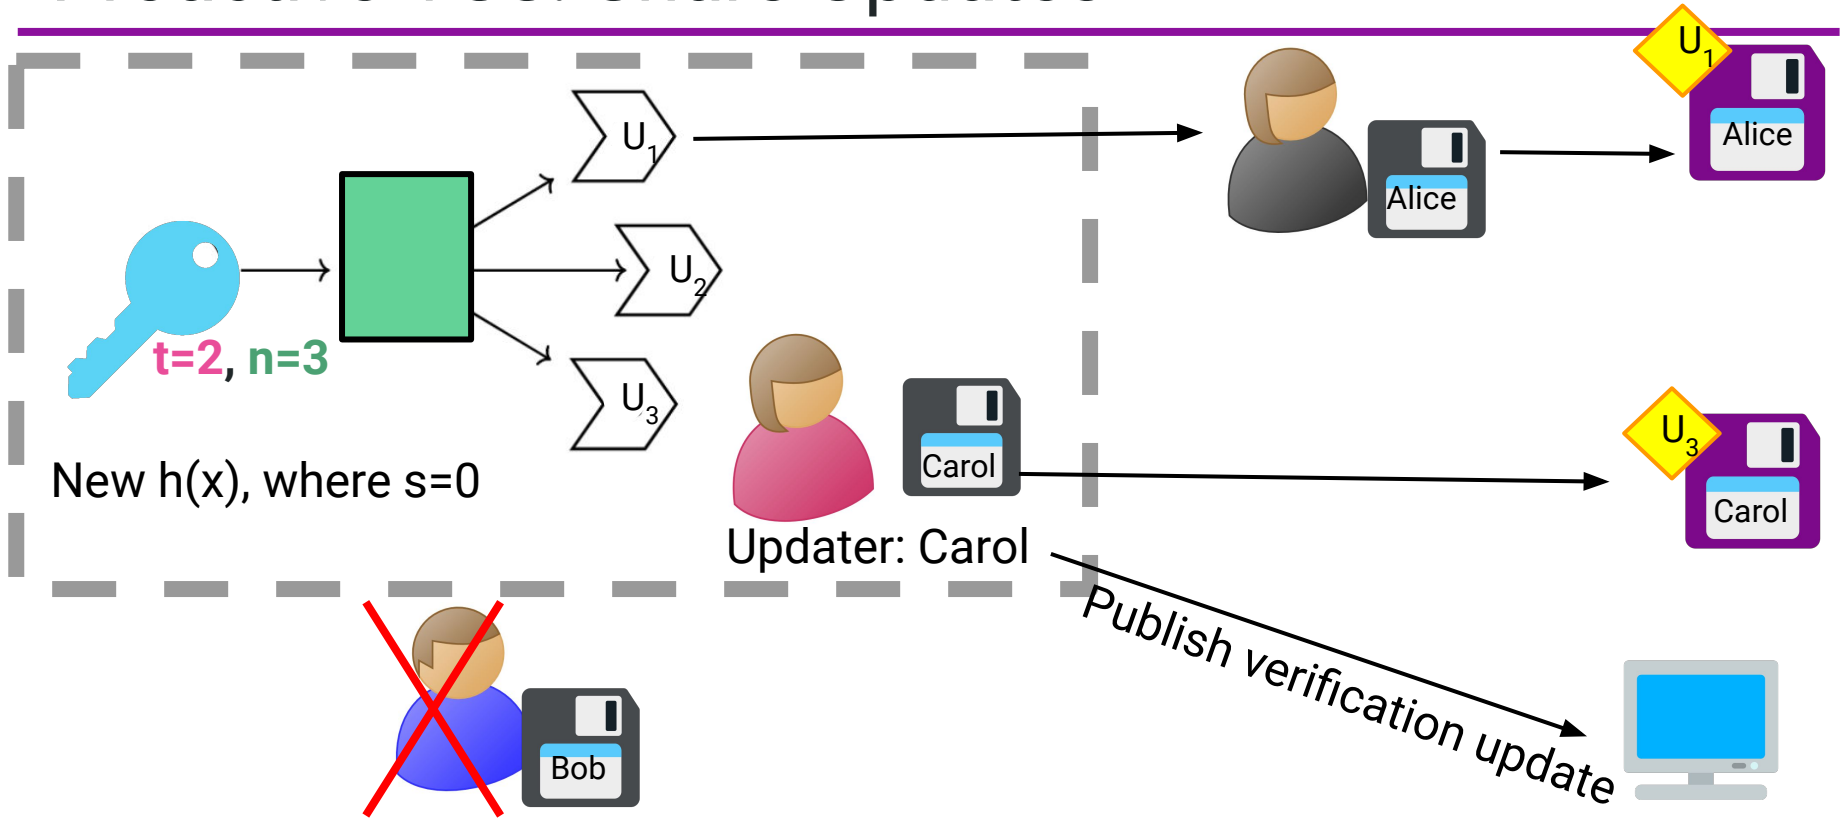 U1
U1
Alice
Alice
U2
t=2, n=3
U3
U3
Carol
Carol
New h(x), where s=0
Updater: Carol
Publish verification update
Bob